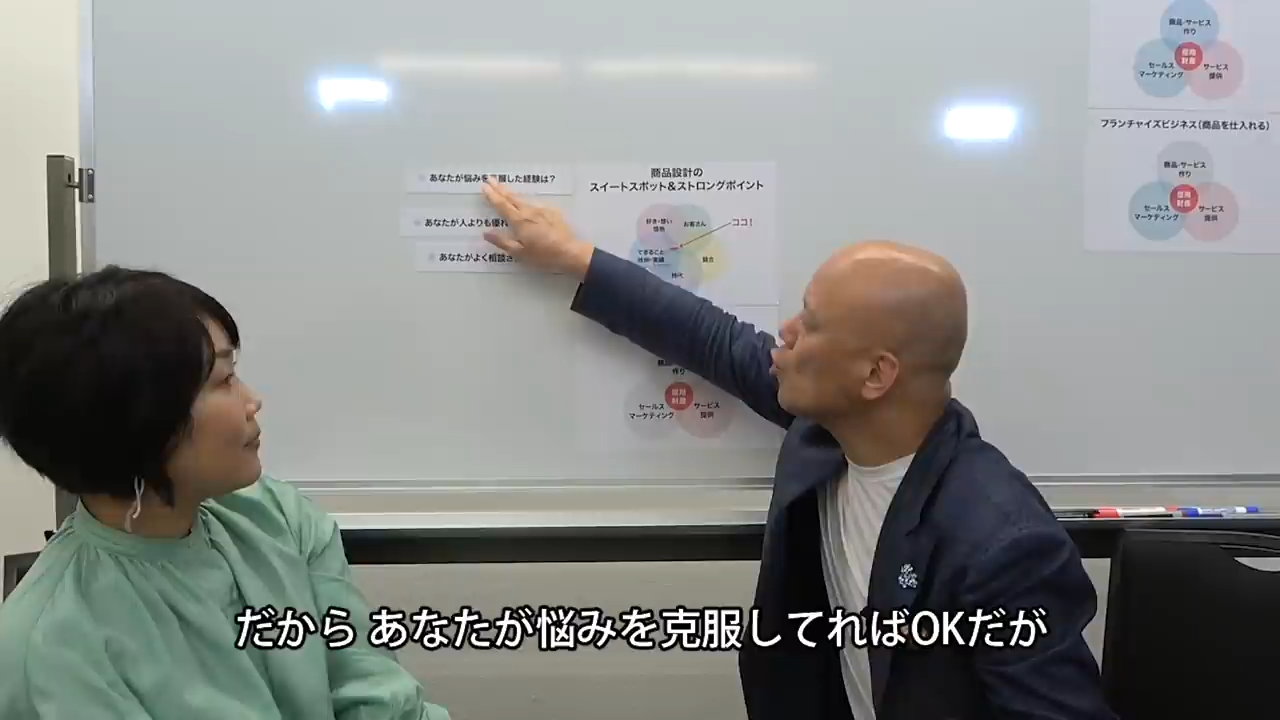 あなたが悩みを克服した経験は?
あなたが人よりも優れ
あなたがよく相談さ
商品設計の
スイートスポット&ストロングポイント
好き・想い
情熱
お客さん
ココ!
できること
技術・実績
競合
時代
作り
信用
財産
セールス
マーケティング
サービス
提供
商品・サービス
作り
信用
財産
セールス
マーケティング
サービス
提供
フランチャイズビジネス(商品を仕入れる)
商品・サービス
作り
信用
財産
セールス
マーケティング
サービス
提供
だから あなたが悩みを克服してればOKだが